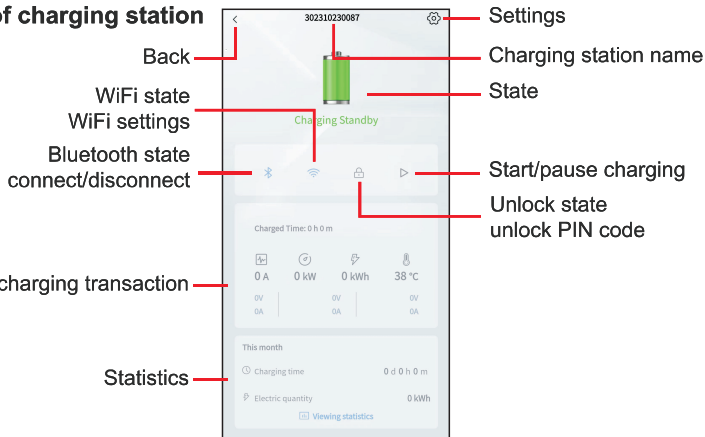 of charging station
302310230087
Settings
Back
Charging station name
WiFi state
WiFi settings
State
Charging Standby
Bluetooth state
connect/disconnect
Start/pause charging
Unlock state
unlock PIN code
Charged Time: 0 h 0 m
charging transaction
0 A 0 kW 0 kWh 38 °C
0V 0V 0V
0A 0A 0A
This month
Statistics
Charging time 0 d 0 h 0 m
Electric quantity 0 kWh
Viewing statistics